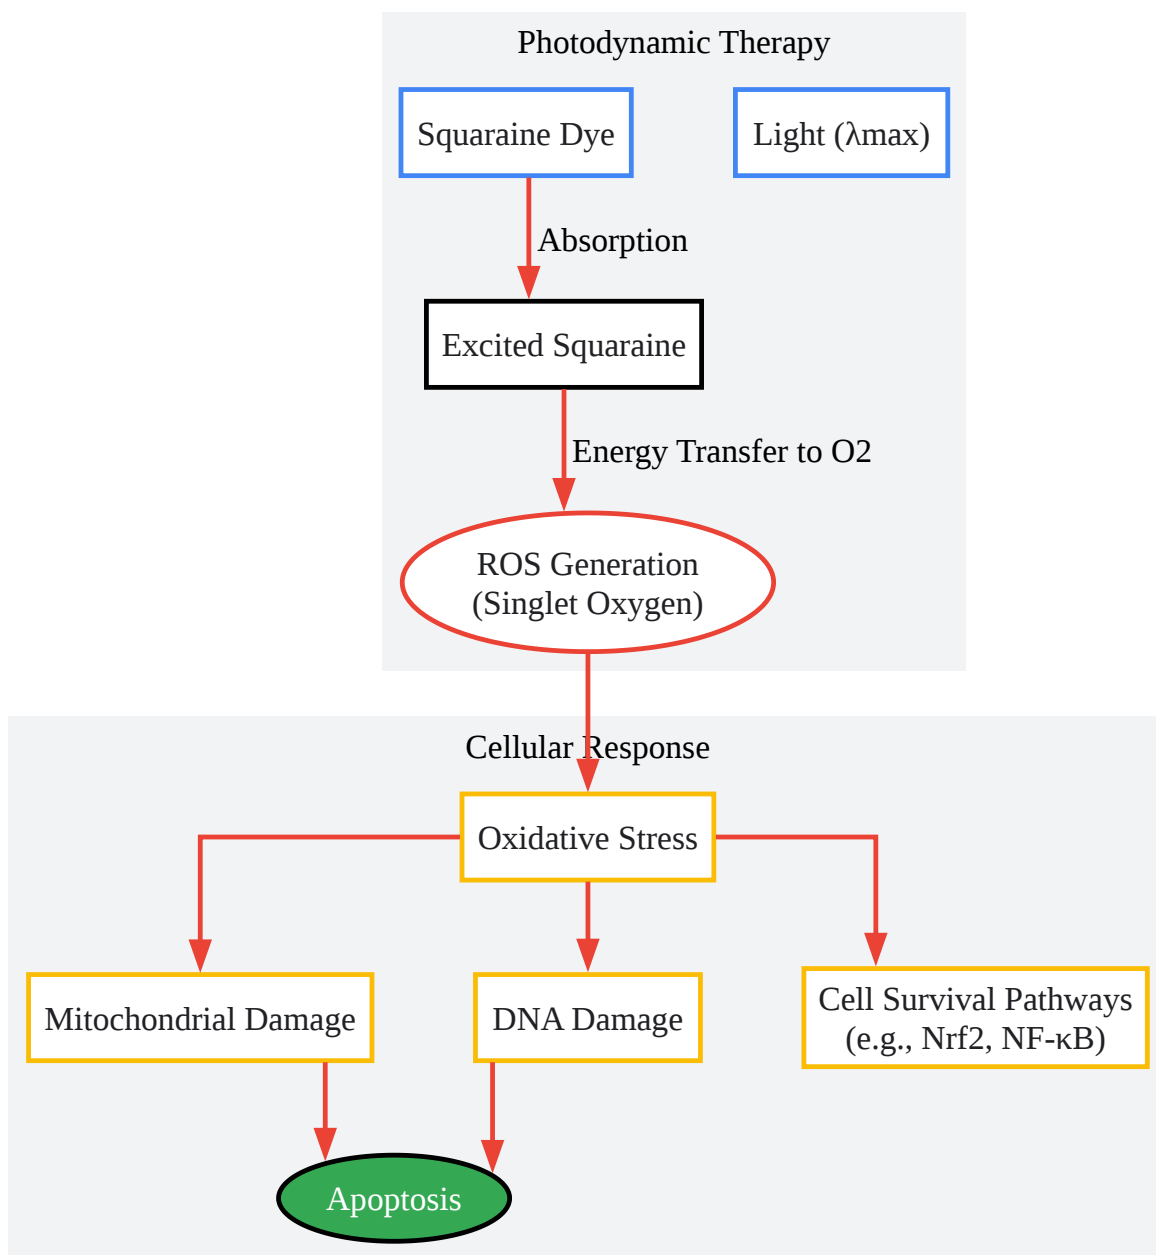 Photodynamic Therapy
Squaraine Dye
Light (λmax)
Absorption
Excited Squaraine
Energy Transfer to O2
ROS Generation
(Singlet Oxygen)
Cellular Response
Oxidative Stress
Mitochondrial Damage
DNA Damage
Cell Survival Pathways
(e.g., Nrf2, NF-κB)
Apoptosis